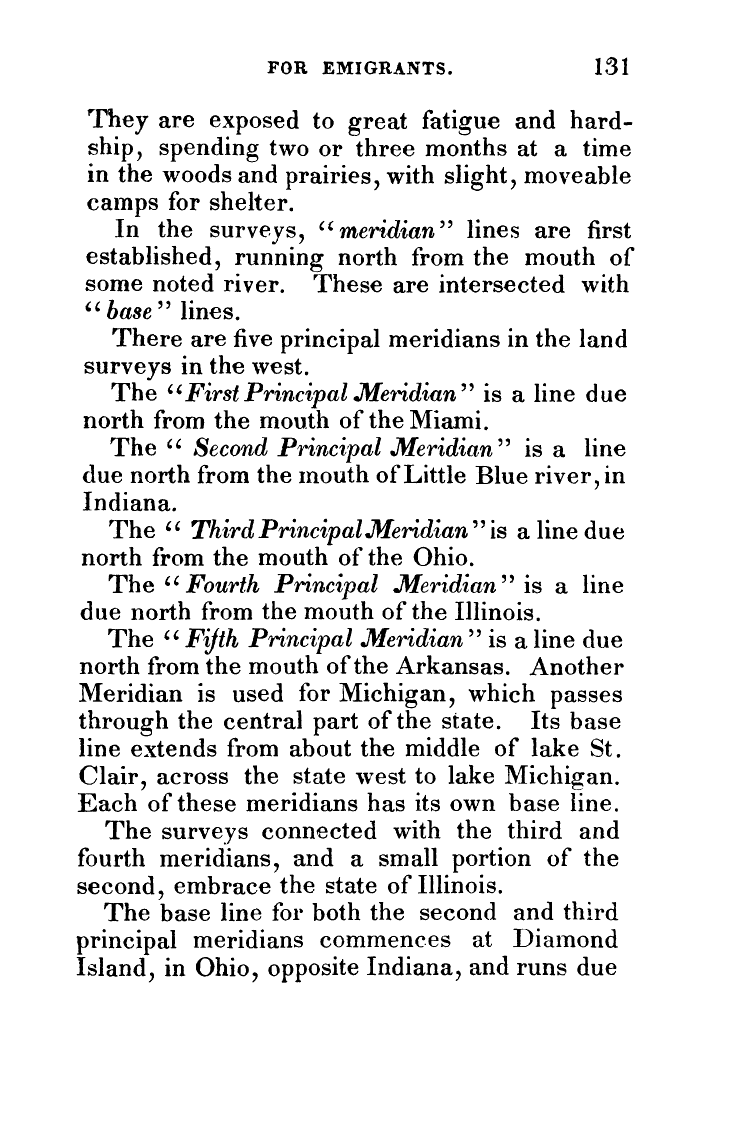 FOR EMIGRANTS. 131
They are exposed to great fatigue and hard-
ship, spending two or three months at a time
in the woods and prairies, with slight, moveable
camps for shelter.
In the surveys, “meridian” lines are first
established, running north from the mouth of
some noted river. These are intersected with
“base” lines.
There are five principal meridians in the land
surveys in the west.
The “First Principal Meridian” is a line due
north from the mouth of the Miami.
The “Second Principal Meridian” is a line
due north from the mouth of Little Blue river, in
Indiana.
The “Third Principal Meridian” is a line due
north from the mouth of the Ohio.
The “Fourth Principal Meridian” is a line
due north from the mouth of the Illinois.
The “Fifth Principal Meridian” is a line due
north from the mouth of the Arkansas. Another
Meridian is used for Michigan, which passes
through the central part of the state. Its base
line extends from about the middle of lake St.
Clair, across the state west to lake Michigan.
Each of these meridians has its own base line.
The surveys connected with the third and
fourth meridians, and a small portion of the
second, embrace the state of Illinois.
The base line for both the second and third
principal meridians commences at Diamond
Island, in Ohio, opposite Indiana, and runs due